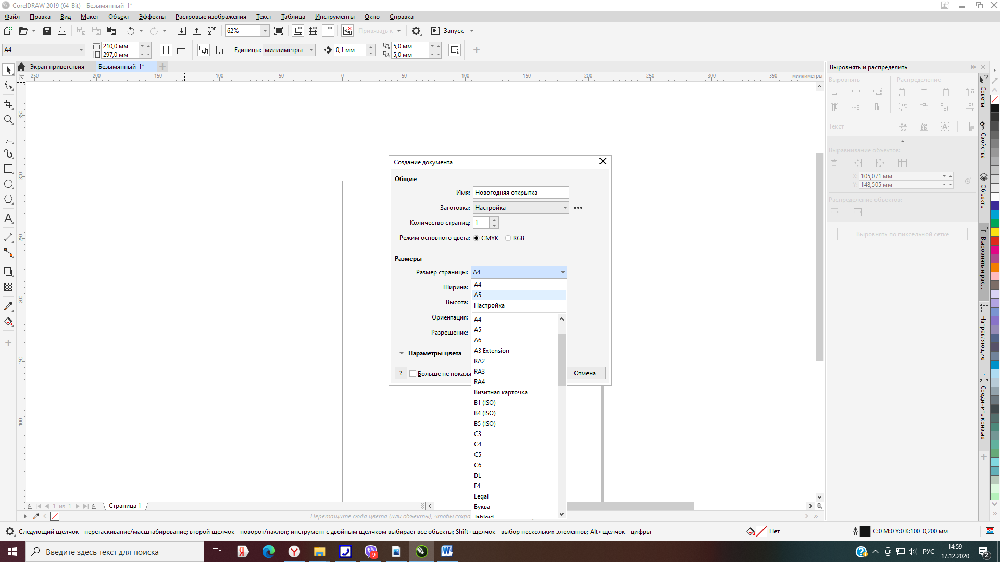 CorelDRAW 2019 (64-Bit) - Безымянный-1*
Файл Правка Вид Макет Объект Эффекты Растровые изображения Текст Таблица Инструменты Окно Справка
PDF 62% Привязать к Запуск
A4 210,0 мм 297,0 мм Единицы: миллиметры 0,1 мм 5,0 мм 5,0 мм
Экран приветствия Безымянный-1*
250 200 150 100 50 0 50 100 150 200 250 300 350 миллиметры
350
300
250
200
150
100
Создание документа
Общие
Имя: Новогодняя открытка
Заготовка: Настройка
Количество страниц: 1
Режим основного цвета: CMYK RGB
Размеры
Размер страницы: A4
Ширина:
Высота:
Ориентация:
Разрешение:
Параметры цвета
? Больше не показы Отмена
A4
A5
Настройка
A4
A5
A6
A3 Extension
RA2
RA3
RA4
Визитная карточка
B1 (ISO)
B4 (ISO)
B5 (ISO)
C3
C4
C5
C6
DL
F4
Legal
Буква
Tabloid
Выровнять и распределить
Выровнять Распределение
Текст
Выравнивание объектов:
X: 105,071 мм
Y: 148,505 мм
Распределение объектов:
Выровнять по пиксельной сетке
Советы
Свойства
Объекты
Выровнять и рас...
Направляющие
Соединить кривые
1 из 1 Страница 1
Перетащите сюда цвета (или объекты), чтобы сохра
Следующий щелчок - перетаскивание/масштабирование; второй щелчок - поворот/наклон; инструмент с двойным щелчком выбирает все объекты; Shift+щелчок - выбор нескольких элементов; Alt+щелчок - цифры
Нет C:0 M:0 Y:0 K:100 0,200 мм
Введите здесь текст для поиска
9
РУС 14:59
17.12.2020
2